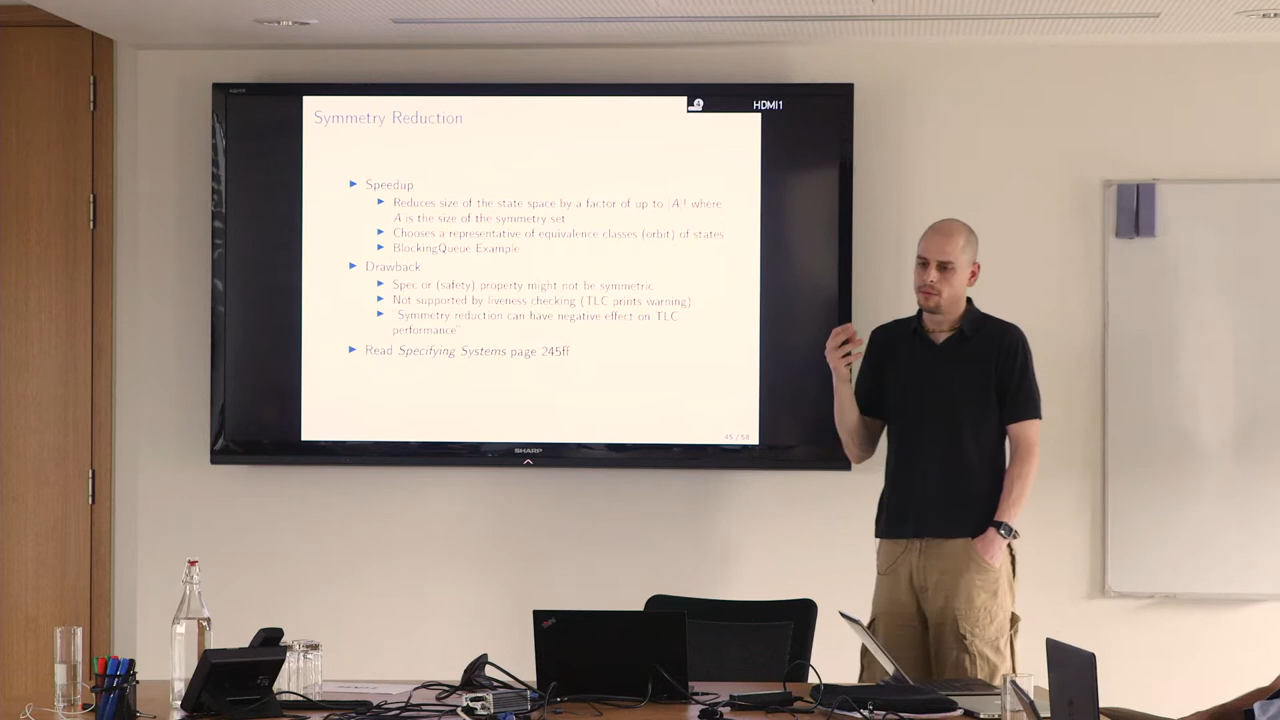 HDMI1
Symmetry Reduction
Speedup
Reduces size of the state space by a factor of up to |A|! where
A is the size of the symmetry set
Chooses a representative of equivalence classes (orbit) of states
BlockingQueue Example
Drawback
Spec or (safety) property might not be symmetric
Not supported by liveness checking (TLC prints warning)
"Symmetry reduction can have negative effect on TLC
performance"
Read Specifying Systems page 245ff
45 / 58
SHARP